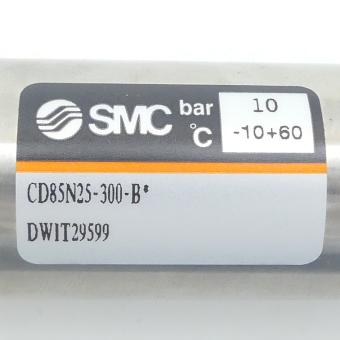 SMC bar 10
°C -10+60
CD85N25-300-B*
DWIT29599